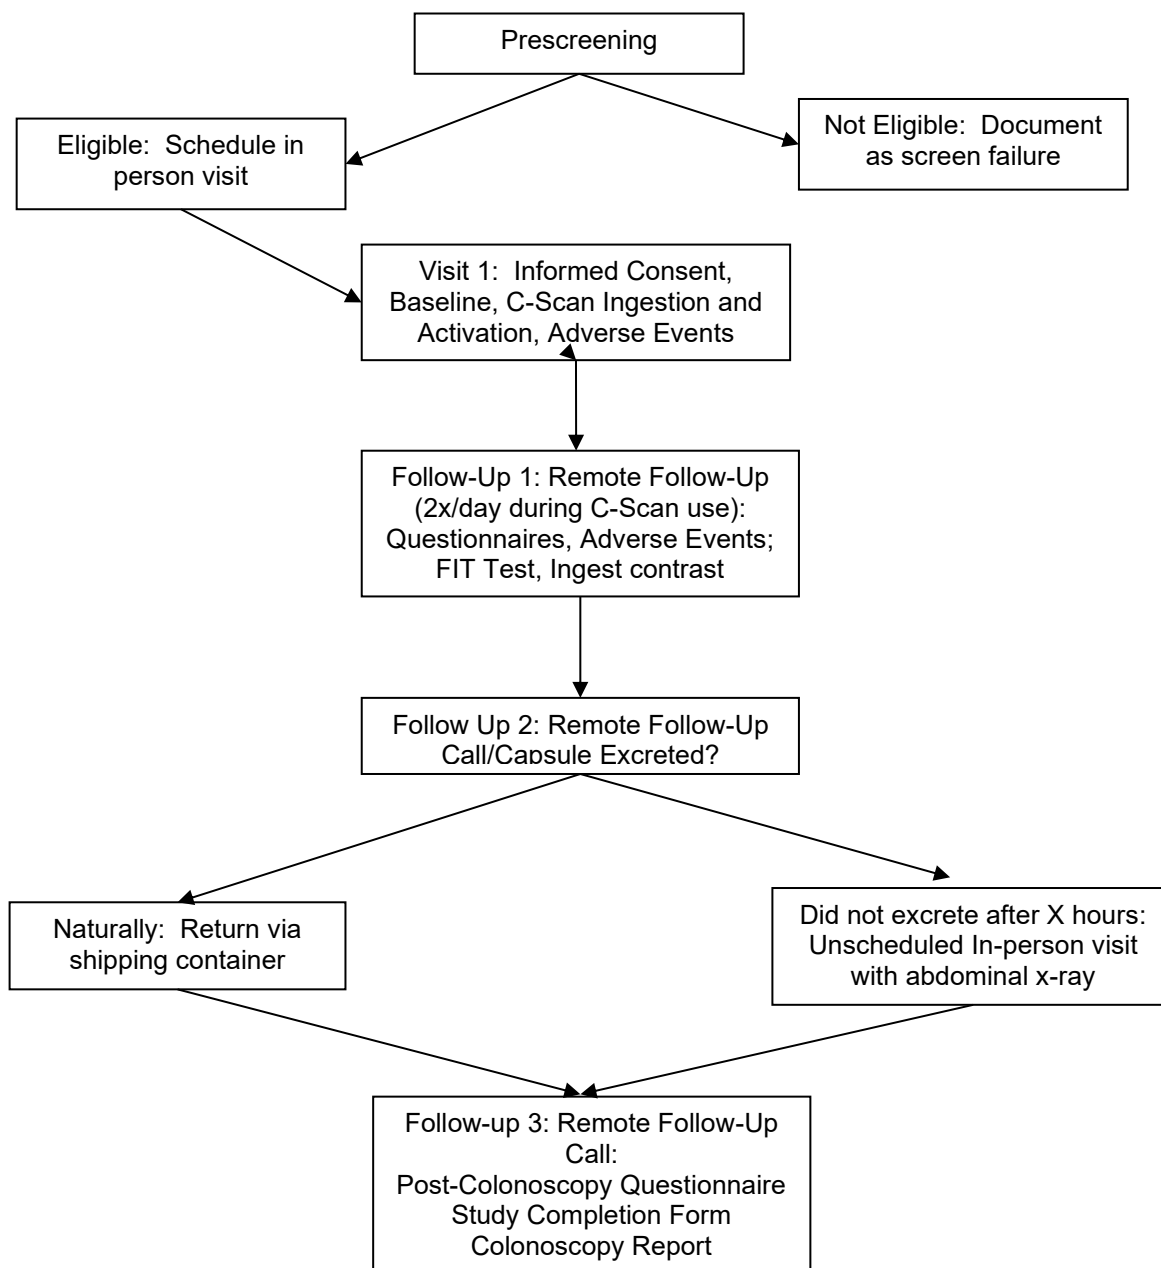 Prescreening
Eligible: Schedule in
person visit
Not Eligible: Document
as screen failure
Visit 1: Informed Consent,
Baseline, C-Scan Ingestion and
Activation, Adverse Events
Follow-Up 1: Remote Follow-Up
(2x/day during C-Scan use):
Questionnaires, Adverse Events;
FIT Test, Ingest contrast
Follow Up 2: Remote Follow-Up
Call/Capsule Excreted?
Naturally: Return via
shipping container
Did not excrete after X hours:
Unscheduled In-person visit
with abdominal x-ray
Follow-up 3: Remote Follow-Up
Call:
Post-Colonoscopy Questionnaire
Study Completion Form
Colonoscopy Report